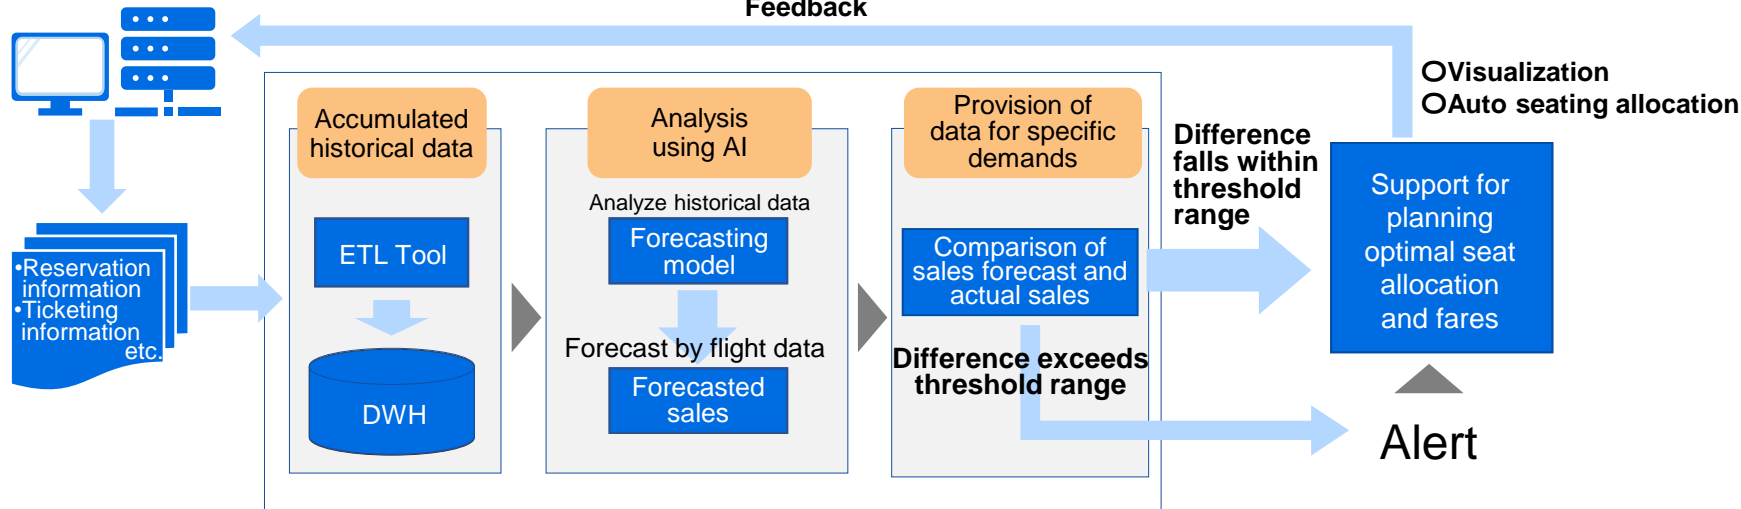 Feedback
○Visualization
○Auto seating allocation
Accumulated
historical data
Analysis
using AI
Provision of
data for specific
demands
Difference
falls within
threshold
range
Support for
planning
optimal seat
allocation
and fares
Analyze historical data
ETL Tool
Forecasting
model
Comparison of
sales forecast and
actual sales
•Reservation
information
•Ticketing
information
etc.
Forecast by flight data
Difference exceeds
threshold range
DWH
Forecasted
sales
Alert